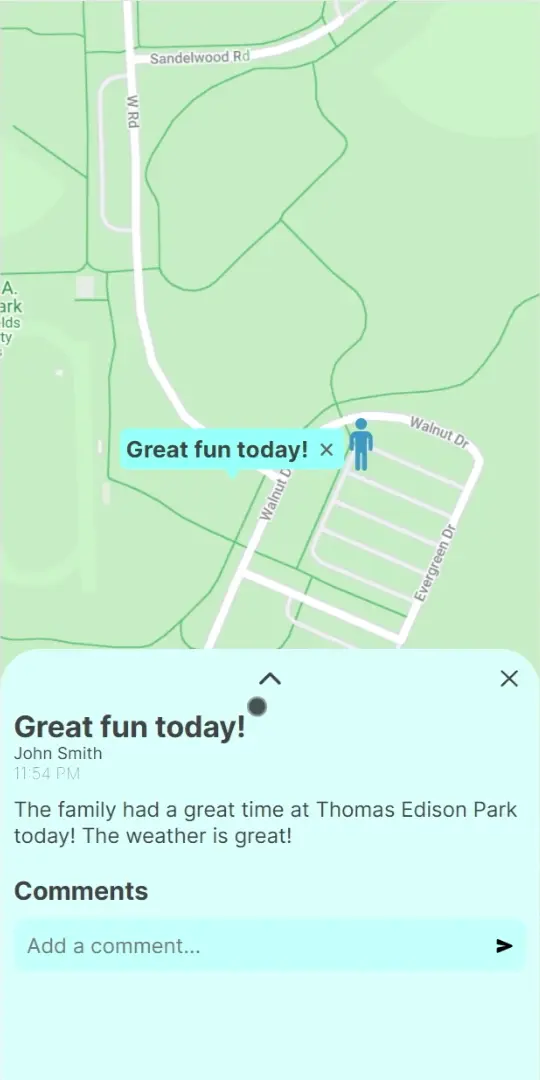 Sandelwood Rd
W Rd
A.
ark
lds
ty
Walnut Dr
Great fun today!
Walnut D
Evergreen Dr
Great fun today!
John Smith
11:54 PM
The family had a great time at Thomas Edison Park
today! The weather is great!
Comments
Add a comment...